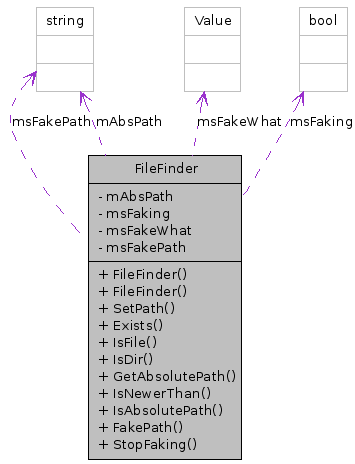 string
Value
bool
msFakePath
mAbsPath
msFakeWhat
msFaking
FileFinder
- mAbsPath
- msFaking
- msFakeWhat
- msFakePath
+ FileFinder()
+ FileFinder()
+ SetPath()
+ Exists()
+ IsFile()
+ IsDir()
+ GetAbsolutePath()
+ IsNewerThan()
+ IsAbsolutePath()
+ FakePath()
+ StopFaking()